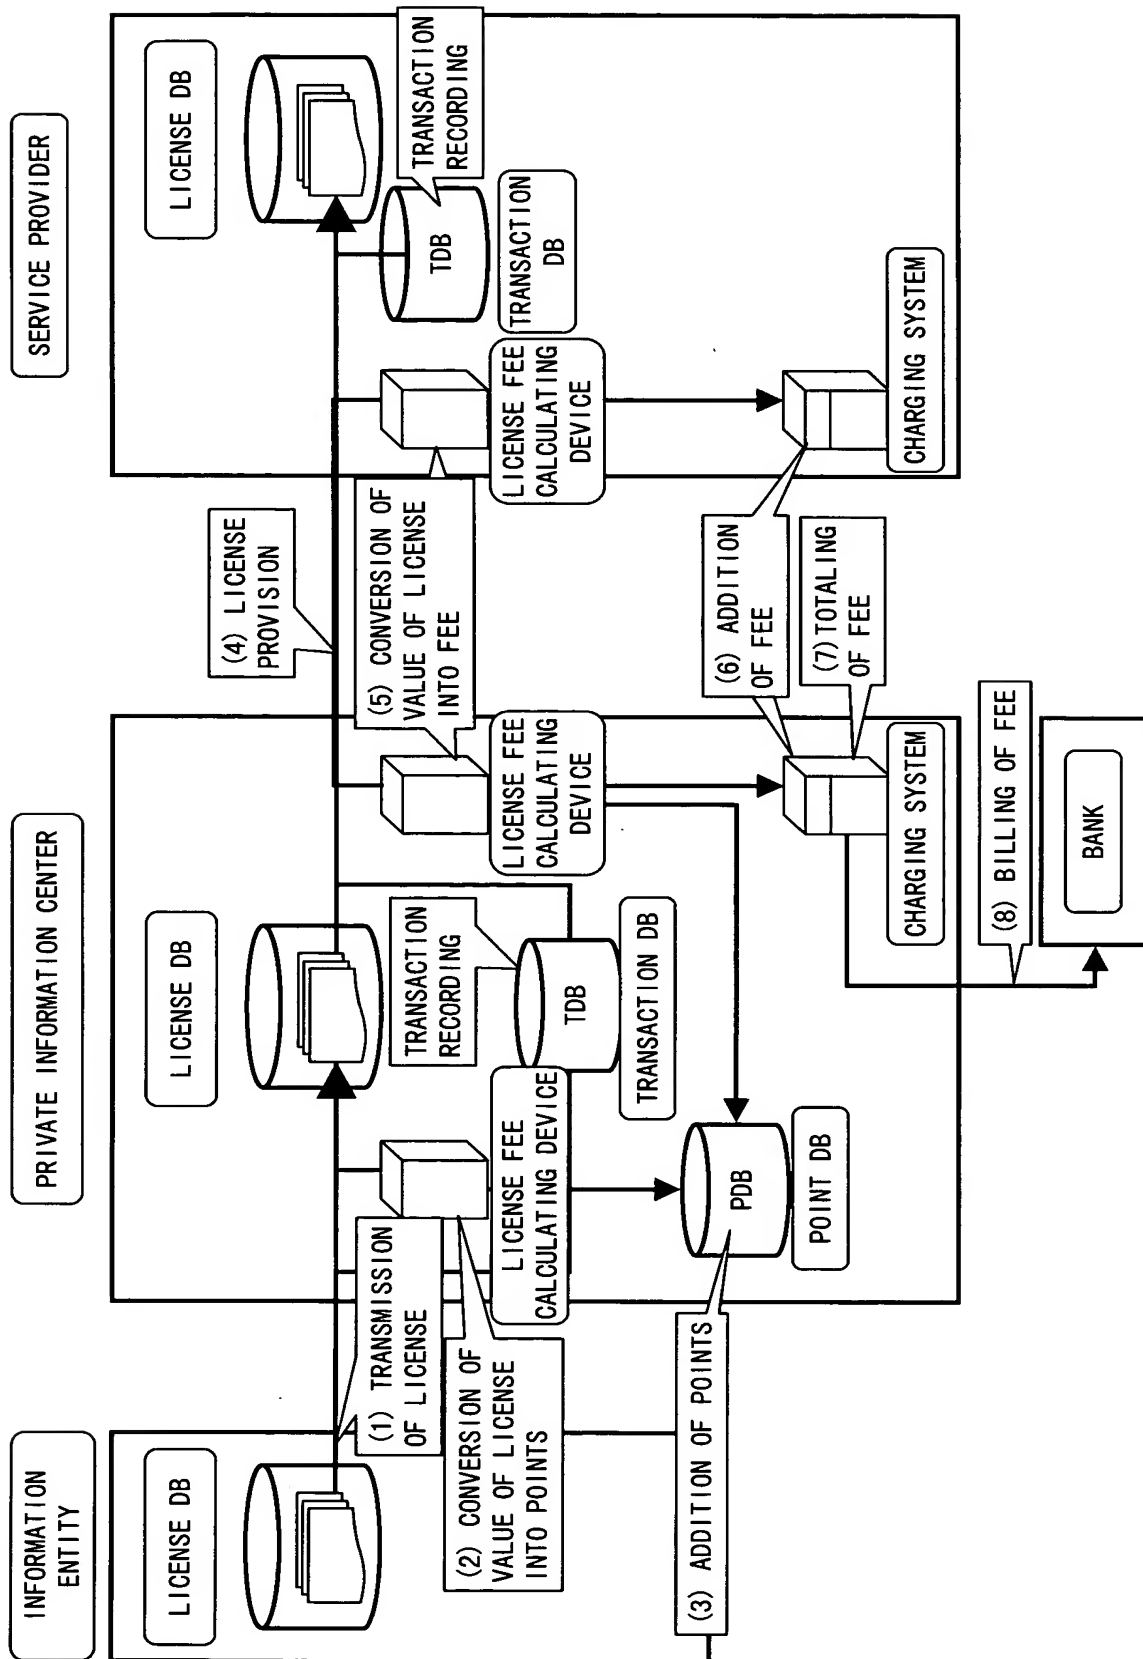 INFORMATION
ENTITY
PRIVATE INFORMATION CENTER
SERVICE PROVIDER
LICENSE DB
LICENSE DB
LICENSE DB
(1) TRANSMISSION
OF LICENSE
(2) CONVERSION OF
VALUE OF LICENSE
INTO POINTS
LICENSE FEE
CALCULATING DEVICE
TRANSACTION
RECORDING
TDB
TRANSACTION DB
(3) ADDITION OF POINTS
PDB
POINT DB
(4) LICENSE
PROVISION
(5) CONVERSION OF
VALUE OF LICENSE
INTO FEE
LICENSE FEE
CALCULATING
DEVICE
LICENSE FEE
CALCULATING
DEVICE
TDB
TRANSACTION
RECORDING
TRANSACTION
DB
(6) ADDITION
OF FEE
(7) TOTALING
OF FEE
CHARGING SYSTEM
CHARGING SYSTEM
(8) BILLING OF FEE
BANK